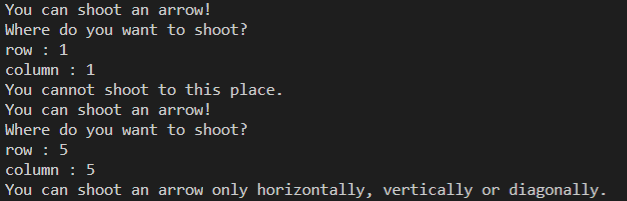 You can shoot an arrow!
Where do you want to shoot?
row : 1
column : 1
You cannot shoot to this place.
You can shoot an arrow!
Where do you want to shoot?
row : 5
column : 5
You can shoot an arrow only horizontally, vertically or diagonally.